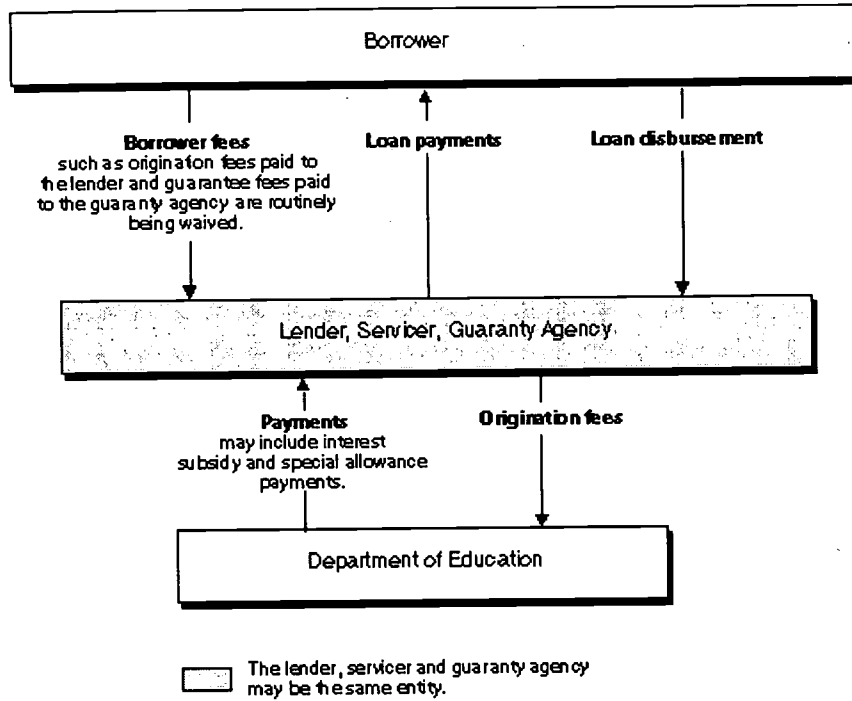 Borrower
Borrower fees
such as origination fees paid to
the lender and guarantee fees paid
to the guaranty agency are routinely
being waived.
Loan payments
Loan disbursement
Lender, Servicer, Guaranty Agency
Payments
may include interest
subsidy and special allowance
payments.
Origination fees
Department of Education
The lender, servicer and guaranty agency
may be the same entity.